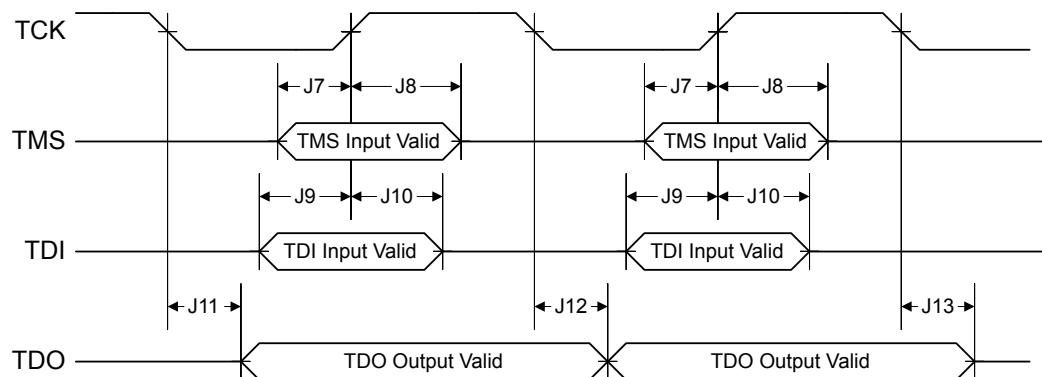 TCK
J7 J8 J7 J8
TMS TMS Input Valid TMS Input Valid
J9 J10 J9 J10
TDI TDI Input Valid TDI Input Valid
J11 J12 J13
TDO TDO Output Valid TDO Output Valid